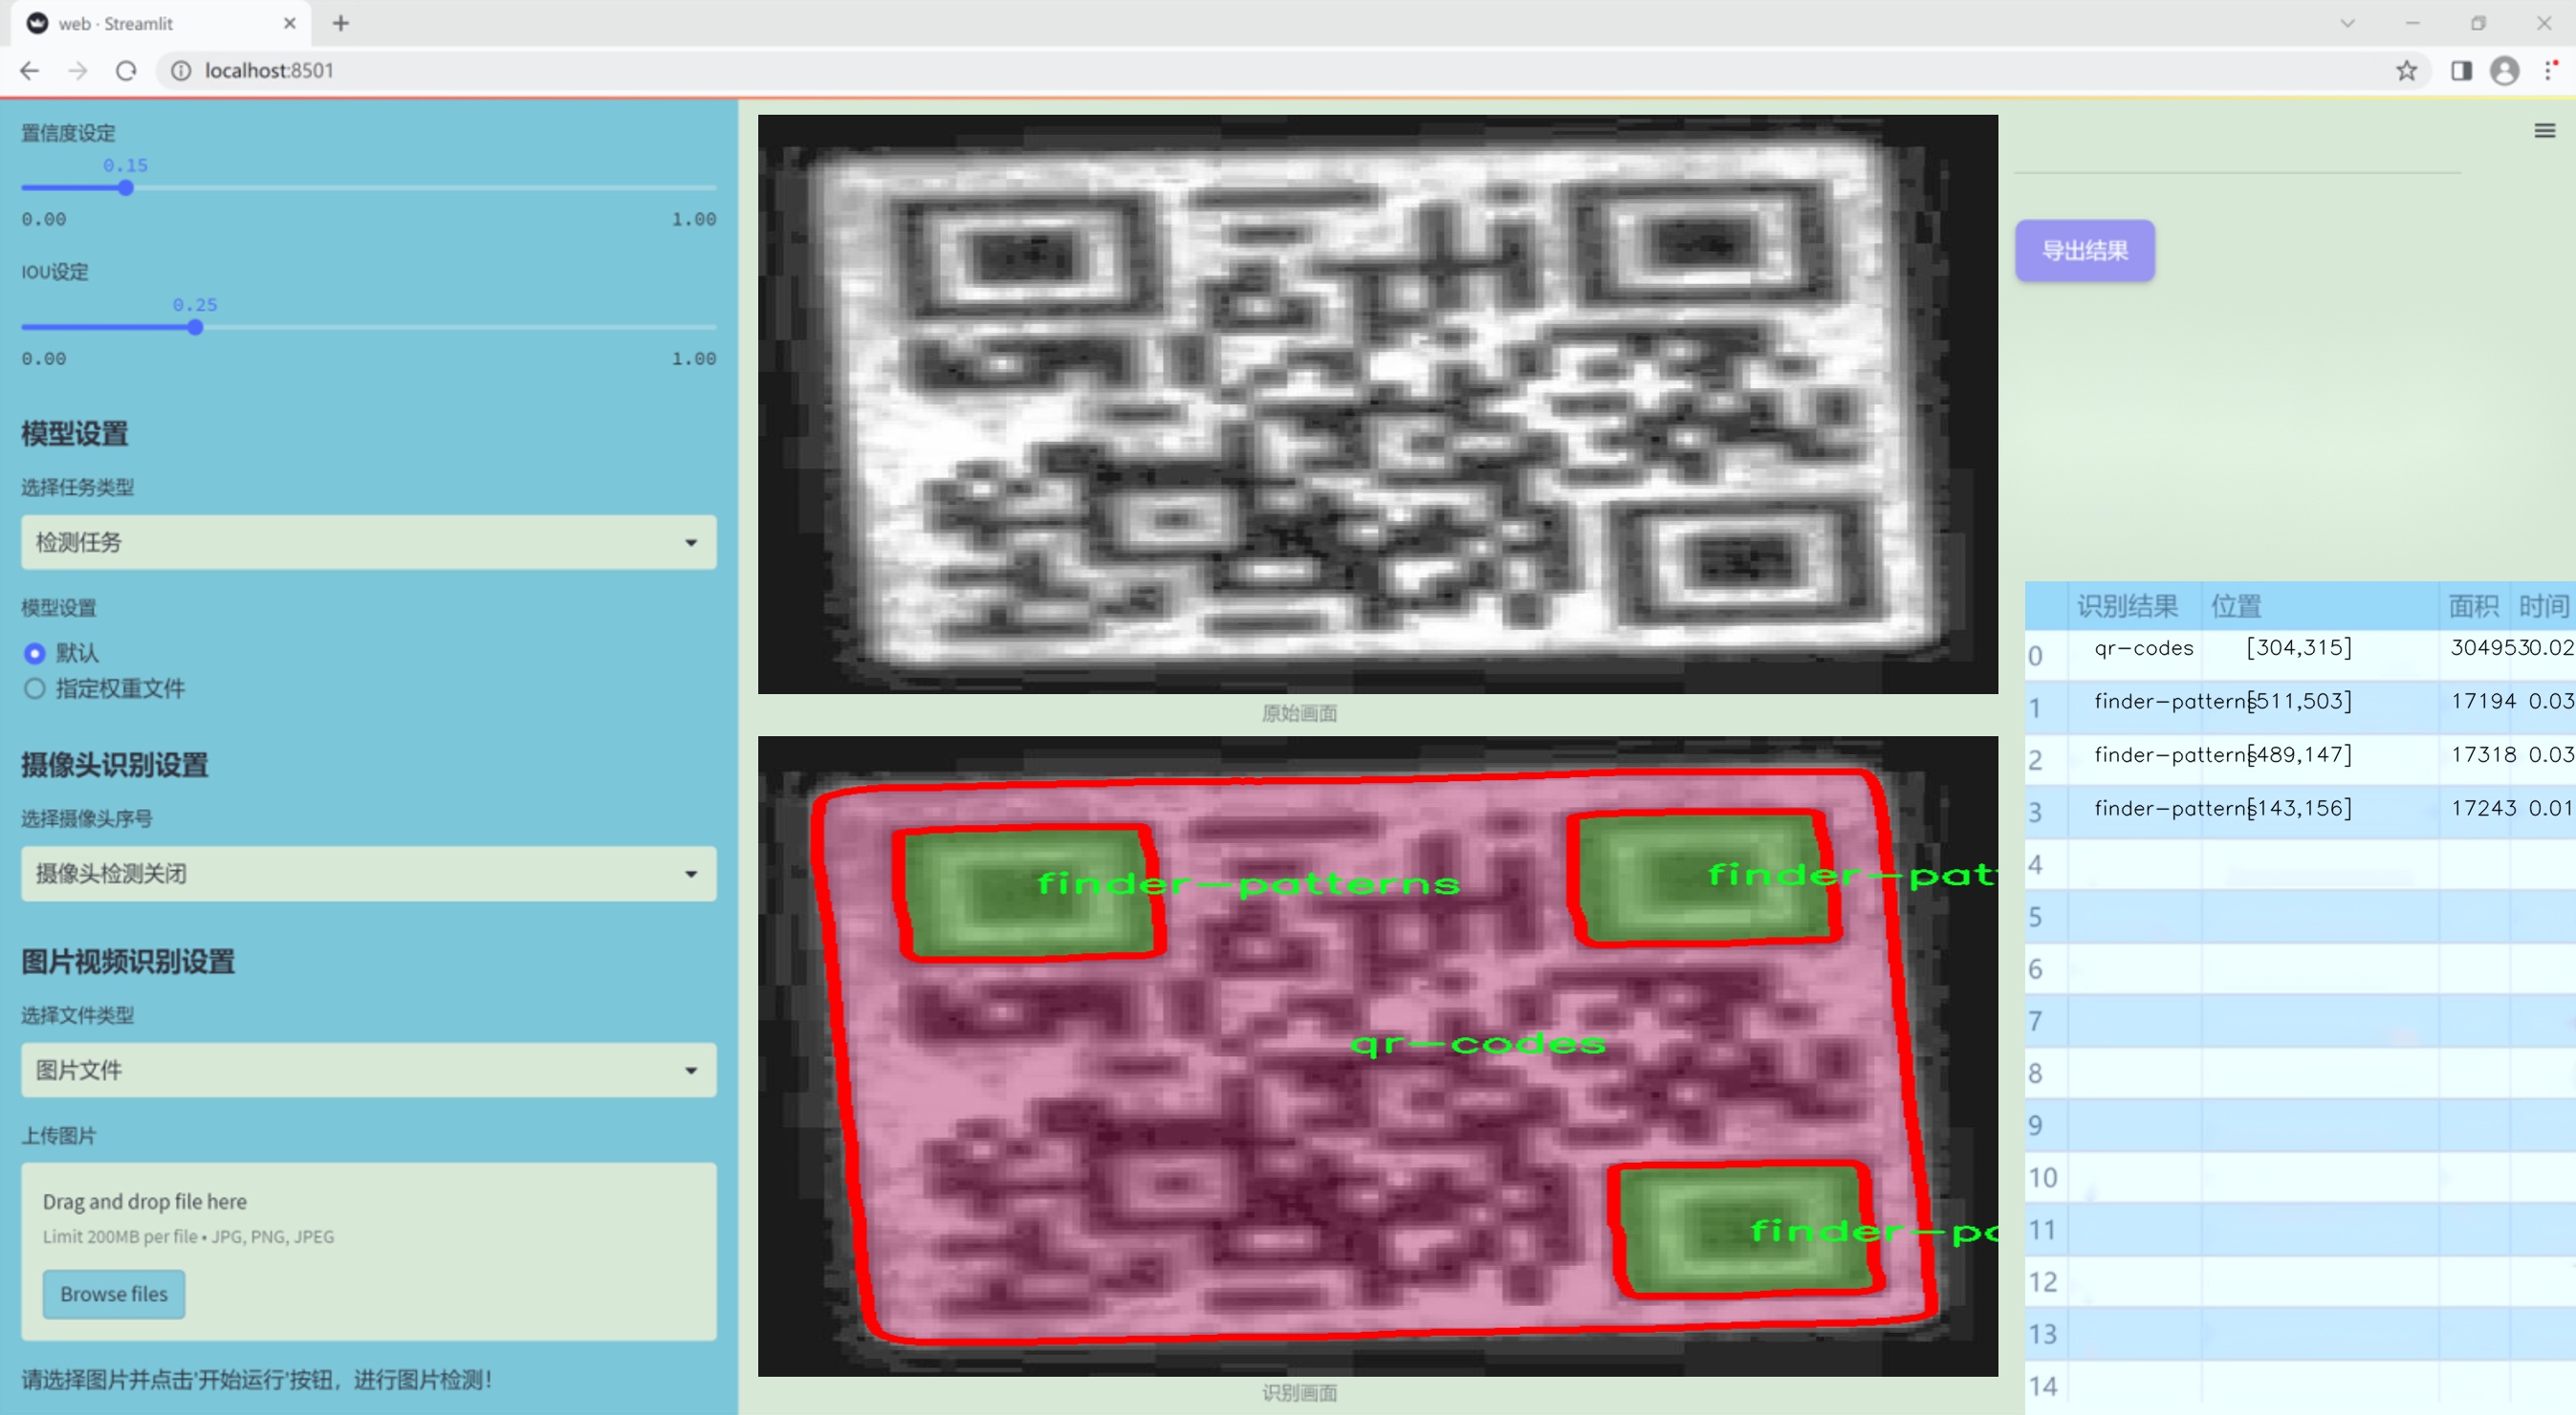 web · Streamlit
localhost:8501
置信度设定
0.15
0.00 1.00
IOU设定
0.25
0.00 1.00
模型设置
选择任务类型
检测任务
模型设置
默认
指定权重文件
摄像头识别设置
选择摄像头序号
摄像头检测关闭
图片视频识别设置
选择文件类型
图片文件
上传图片
Drag and drop file here
Limit 200MB per file • JPG, PNG, JPEG
Browse files
请选择图片并点击'开始运行'按钮，进行图片检测！
原始画面
finder-patterns
finder-pat
qr-codes
finder-p
识别画面
导出结果
识别结果 位置 面积 时间
0 qr-codes [304,315] 304953 0.02
1 finder-patterns [511,503] 17194 0.03
2 finder-patterns [489,147] 17318 0.03
3 finder-patterns [143,156] 17243 0.01
4
5
6
7
8
9
10
11
12
13
14